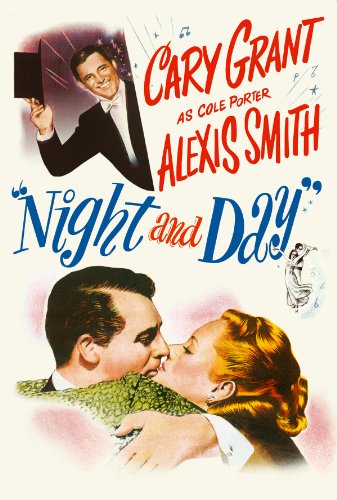 CARY GRANT
AS COLE PORTER
ALEXIS SMITH
"Night and Day"